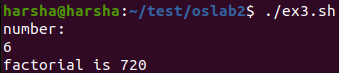 harsha@harsha:~/test/oslab2$ ./ex3.sh
number:
6
factorial is 720